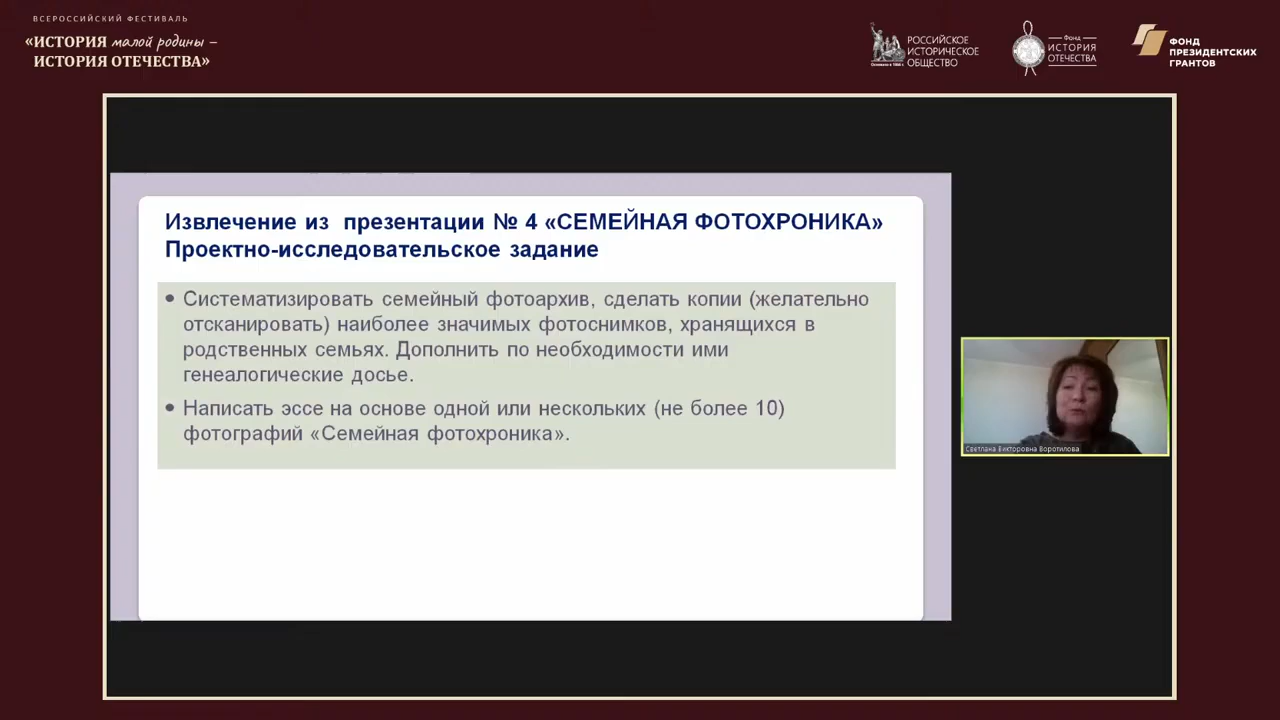 ВСЕРОССИЙСКИЙ ФЕСТИВАЛЬ
«ИСТОРИЯ малой родины –
ИСТОРИЯ ОТЕЧЕСТВА»
РОССИЙСКОЕ
ИСТОРИЧЕСКОЕ
ОБЩЕСТВО
Основано в 1866 г.
Фонд
ИСТОРИЯ
ОТЕЧЕСТВА
ФОНД
ПРЕЗИДЕНТСКИХ
ГРАНТОВ
Извлечение из презентации № 4 «СЕМЕЙНАЯ ФОТОХРОНИКА»
Проектно-исследовательское задание
• Систематизировать семейный фотоархив, сделать копии (желательно
отсканировать) наиболее значимых фотоснимков, хранящихся в
родственных семьях. Дополнить по необходимости ими
генеалогические досье.
• Написать эссе на основе одной или нескольких (не более 10)
фотографий «Семейная фотохроника».
Светлана Викторовна Воротилова